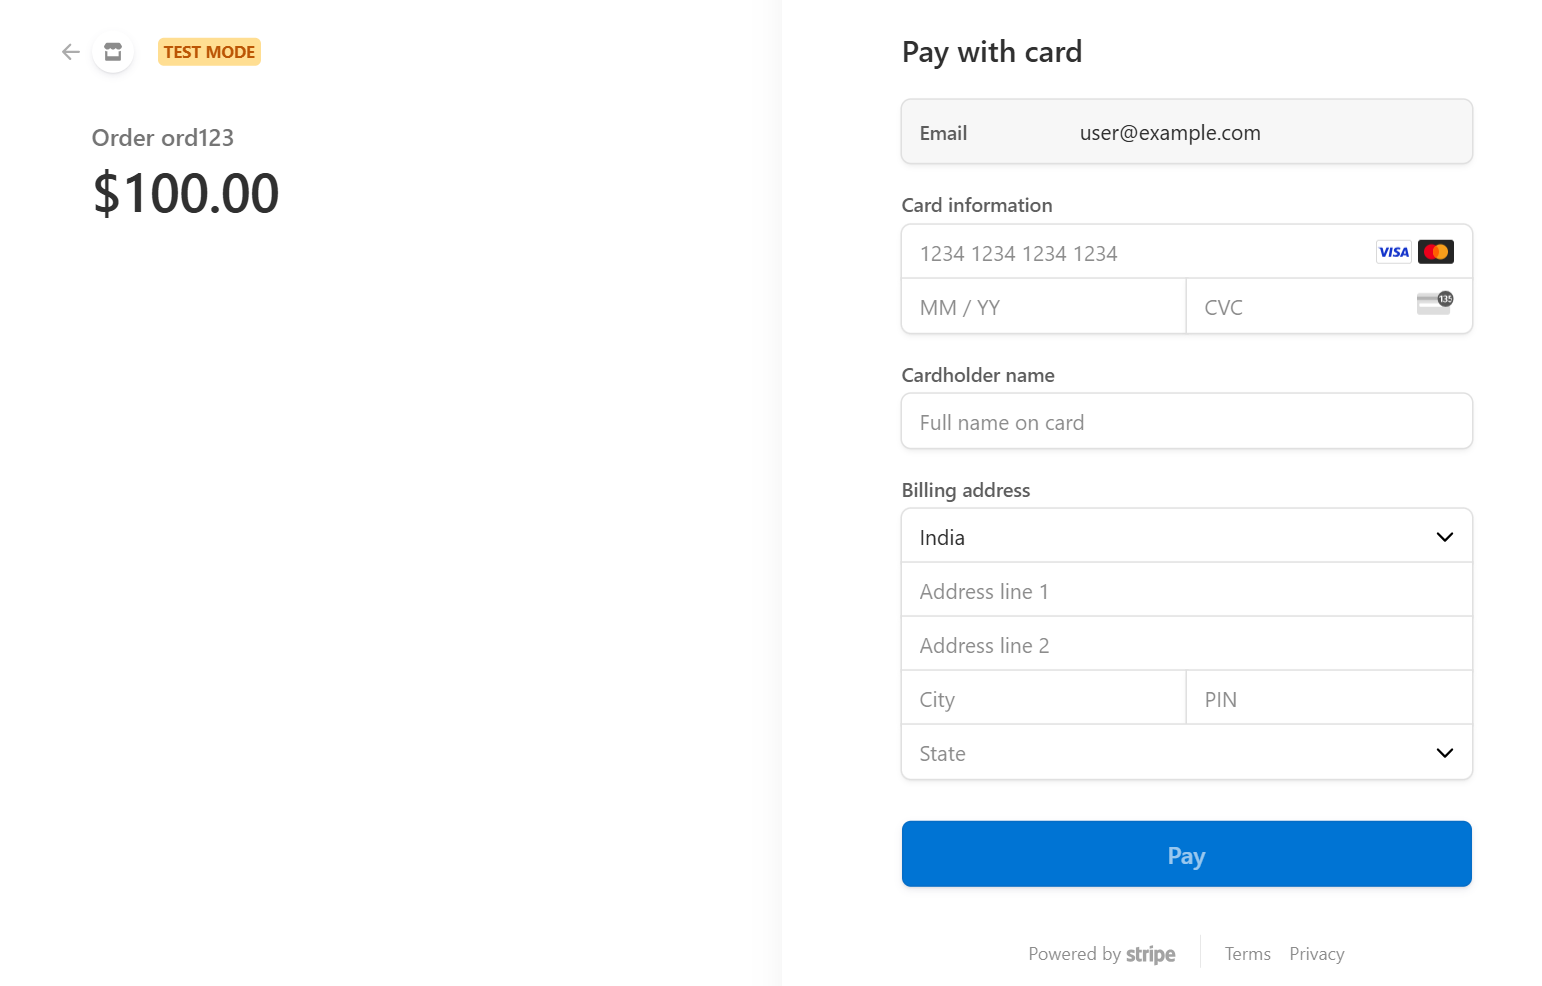 TEST MODE
Order ord123
$100.00
Pay with card
Email user@example.com
Card information
1234 1234 1234 1234 VISA
MM / YY CVC 135
Cardholder name
Full name on card
Billing address
India
Address line 1
Address line 2
City PIN
State
Pay
Powered by stripe Terms Privacy